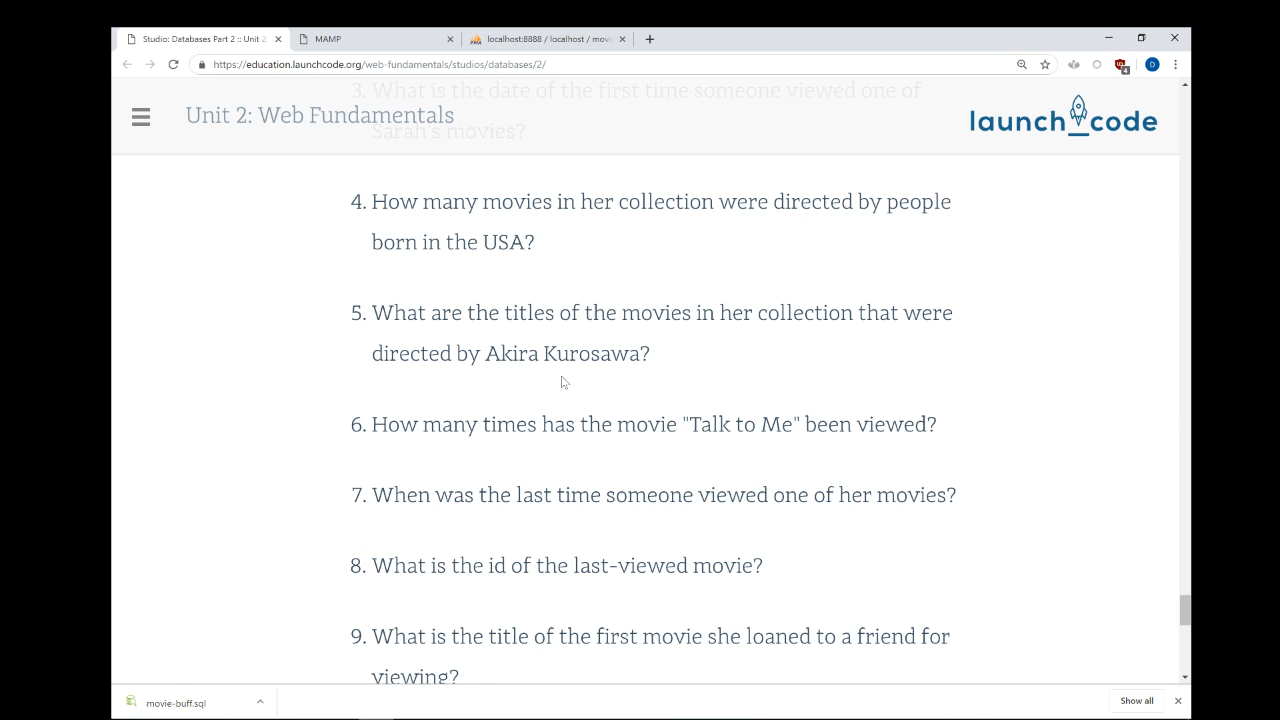 Studio: Databases Part 2 :: Unit 2:
MAMP
localhost:8888 / localhost / movi
https://education.launchcode.org/web-fundamentals/studios/databases/2/
4
D
3. What is the date of the first time someone viewed one of
Sarah's movies?
Unit 2: Web Fundamentals
launch_code
4. How many movies in her collection were directed by people
born in the USA?
5. What are the titles of the movies in her collection that were
directed by Akira Kurosawa?
6. How many times has the movie "Talk to Me" been viewed?
7. When was the last time someone viewed one of her movies?
8. What is the id of the last-viewed movie?
9. What is the title of the first movie she loaned to a friend for
viewing?
movie-buff.sql
Show all